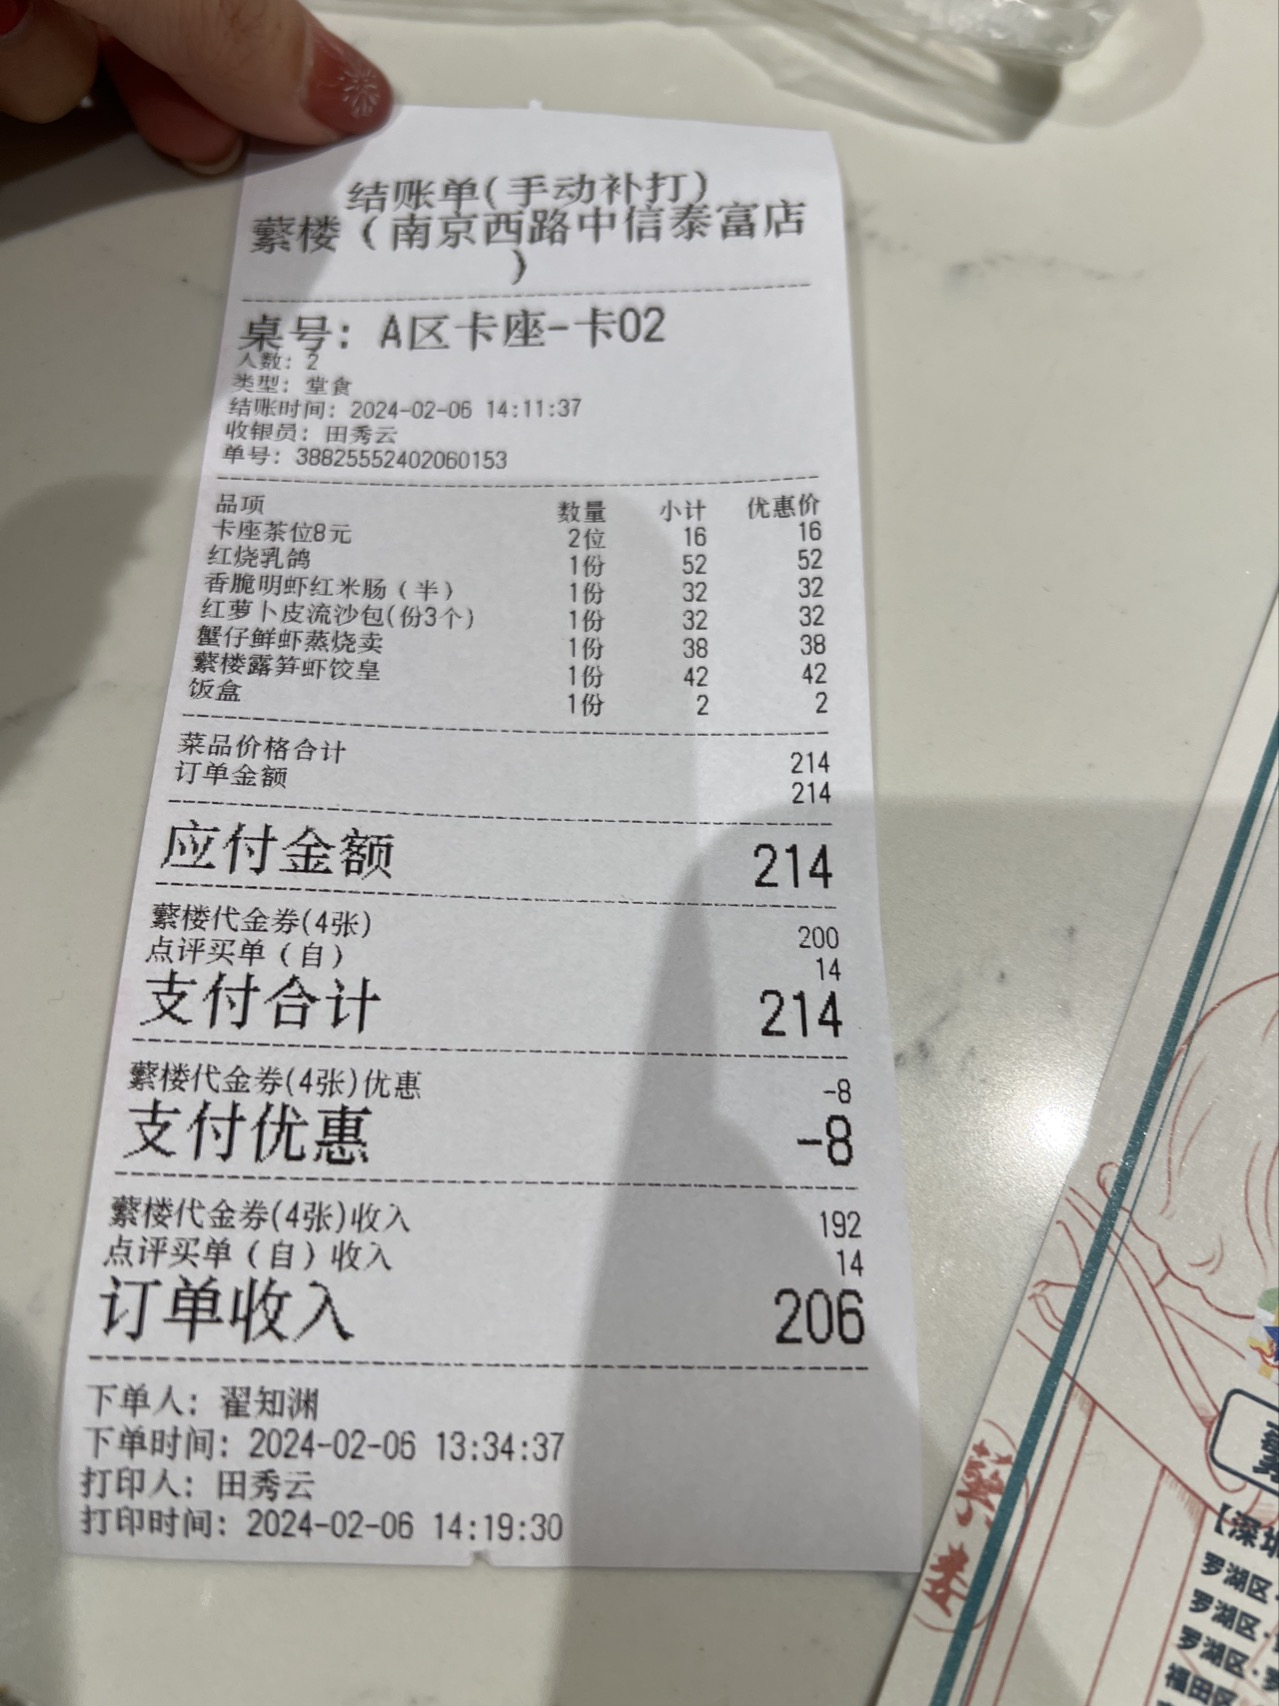 结账单(手动补打)
蘩楼（南京西路中信泰富店
）
桌号: A区卡座-卡02
人数: 2
类型: 堂食
结账时间: 2024-02-06 14:11:37
收银员: 田秀云
单号: 388255552402060153
品项 数量 小计 优惠价
卡座茶位8元 2位 16 16
红烧乳鸽 1份 52 52
香脆明虾红米肠（半） 1份 32 32
红萝卜皮流沙包(份3个) 1份 32 32
蟹仔鲜虾蒸烧卖 1份 38 38
蘩楼露笋虾饺皇 1份 42 42
饭盒 1份 2 2
菜品价格合计 214
订单金额 214
应付金额 214
蘩楼代金券(4张) 200
点评买单（自） 14
支付合计 214
蘩楼代金券(4张)优惠 -8
支付优惠 -8
蘩楼代金券(4张)收入 192
点评买单（自）收入 14
订单收入 206
下单人: 翟知渊
下单时间: 2024-02-06 13:34:37
打印人: 田秀云
打印时间: 2024-02-06 14:19:30
【深圳
罗湖区·
罗湖区·
罗湖区·
福田区